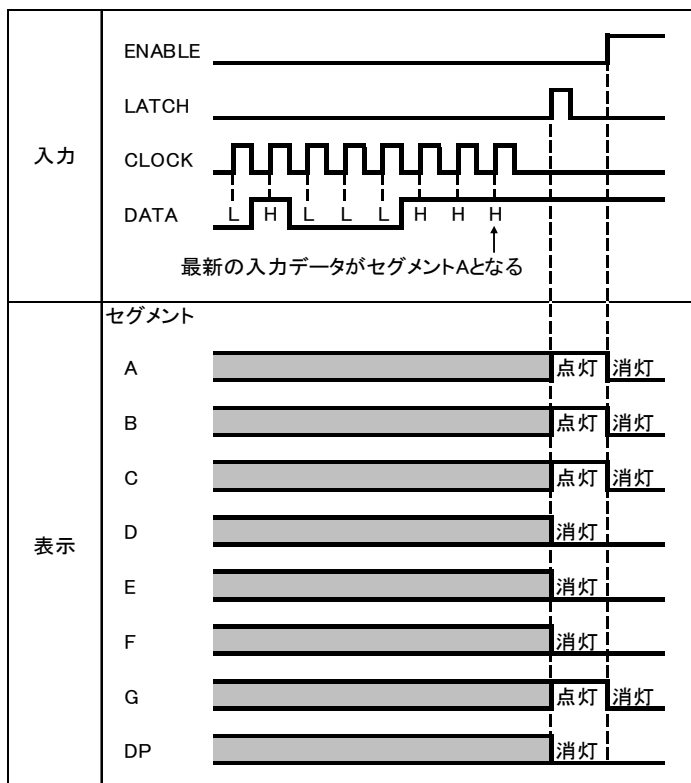 入力
ENABLE
LATCH
CLOCK
DATA
L H L L L H H H
最新の入力データがセグメントAとなる
表示
セグメント
A 点灯 消灯
B 点灯 消灯
C 点灯 消灯
D 消灯
E 消灯
F 消灯
G 点灯 消灯
DP 消灯